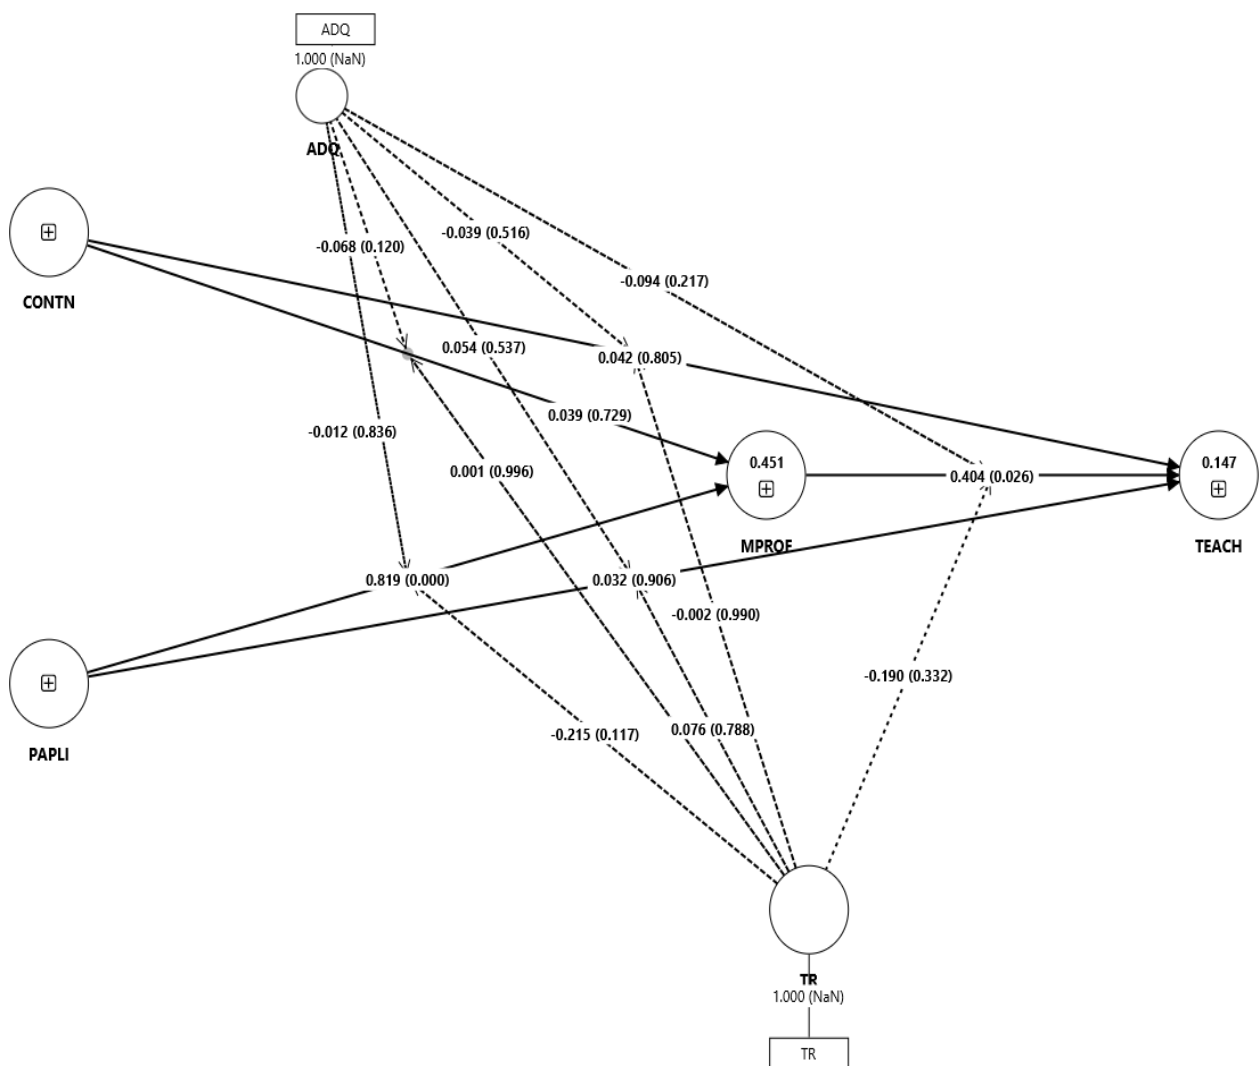 ADQ
1.000 (NaN)
ADQ
CONTN
-0.068 (0.120)
-0.039 (0.516)
-0.094 (0.217)
0.054 (0.537)
0.042 (0.805)
0.039 (0.729)
-0.012 (0.836)
0.001 (0.996)
0.451
MPROF
0.404 (0.026)
0.147
TEACH
0.819 (0.000)
0.032 (0.906)
-0.002 (0.990)
PAPLI
-0.190 (0.332)
-0.215 (0.117)
0.076 (0.788)
TR
1.000 (NaN)
TR